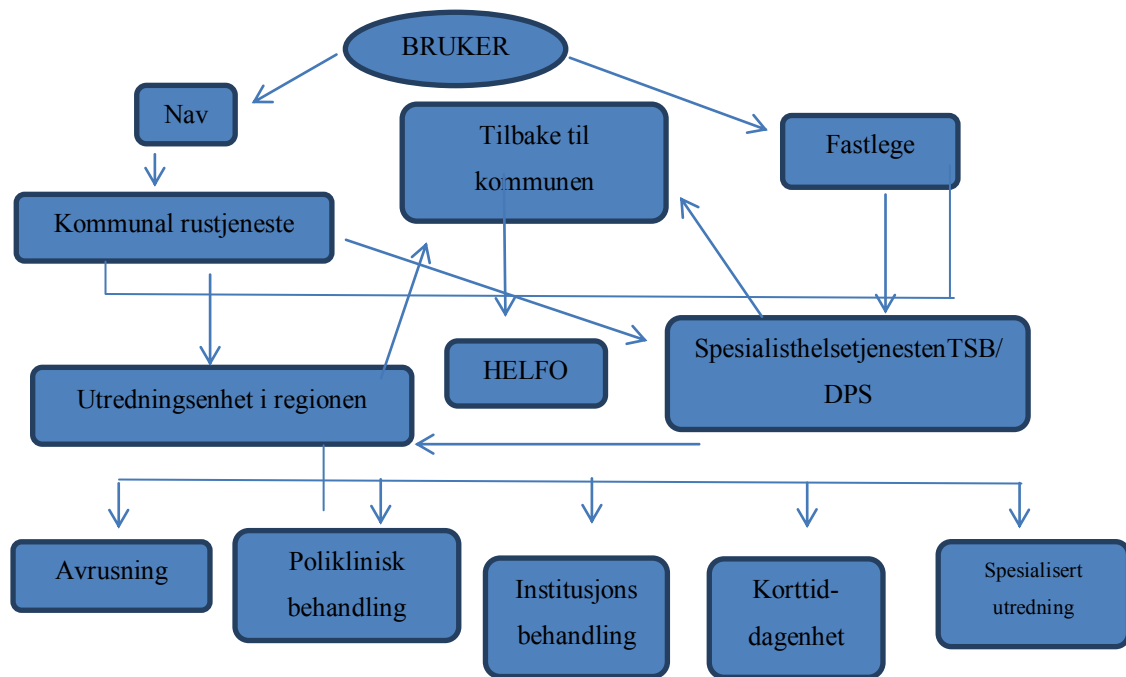 BRUKER
Nav
Tilbake til
kommunen
Fastlege
Kommunal rustjeneste
SpesialisthelsetjenestenTSB/
DPS
HELFO
Utredningsenhet i regionen
Avrusning
Poliklinisk
behandling
Institusjons
behandling
Korttid-
dagenhet
Spesialisert
utredning